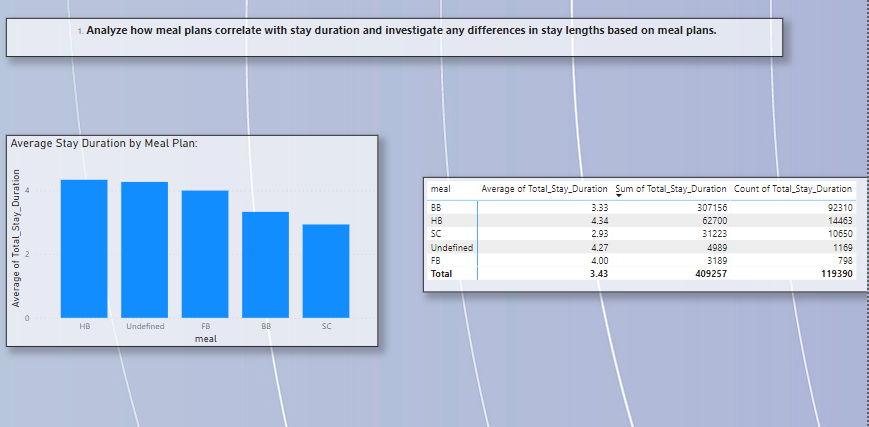 1. Analyze how meal plans correlate with stay duration and investigate any differences in stay lengths based on meal plans.
Average Stay Duration by Meal Plan:
Average of Total_Stay_Duration
4
2
0
HB Undefined FB BB SC
meal
meal Average of Total_Stay_Duration Sum of Total_Stay_Duration Count of Total_Stay_Duration
BB 3.33 307156 92310
HB 4.34 62700 14463
SC 2.93 31223 10650
Undefined 4.27 4989 1169
FB 4.00 3189 798
Total 3.43 409257 119390